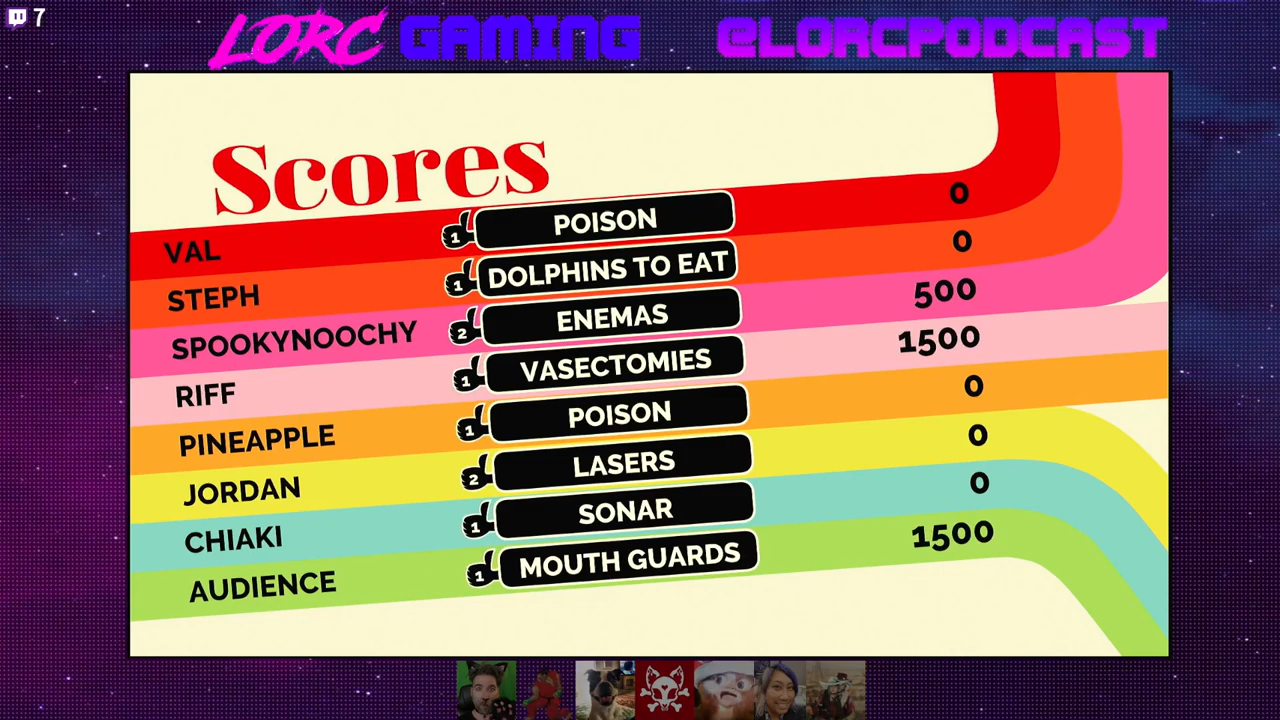 7
LORC GAMING @LORCPODCAST
Scores
VAL 1 POISON 0
STEPH 1 DOLPHINS TO EAT 0
SPOOKYNOOCHY 2 ENEMAS 500
RIFF 1 VASECTOMIES 1500
PINEAPPLE 1 POISON 0
JORDAN 2 LASERS 0
CHIAKI 1 SONAR 0
AUDIENCE 1 MOUTH GUARDS 1500